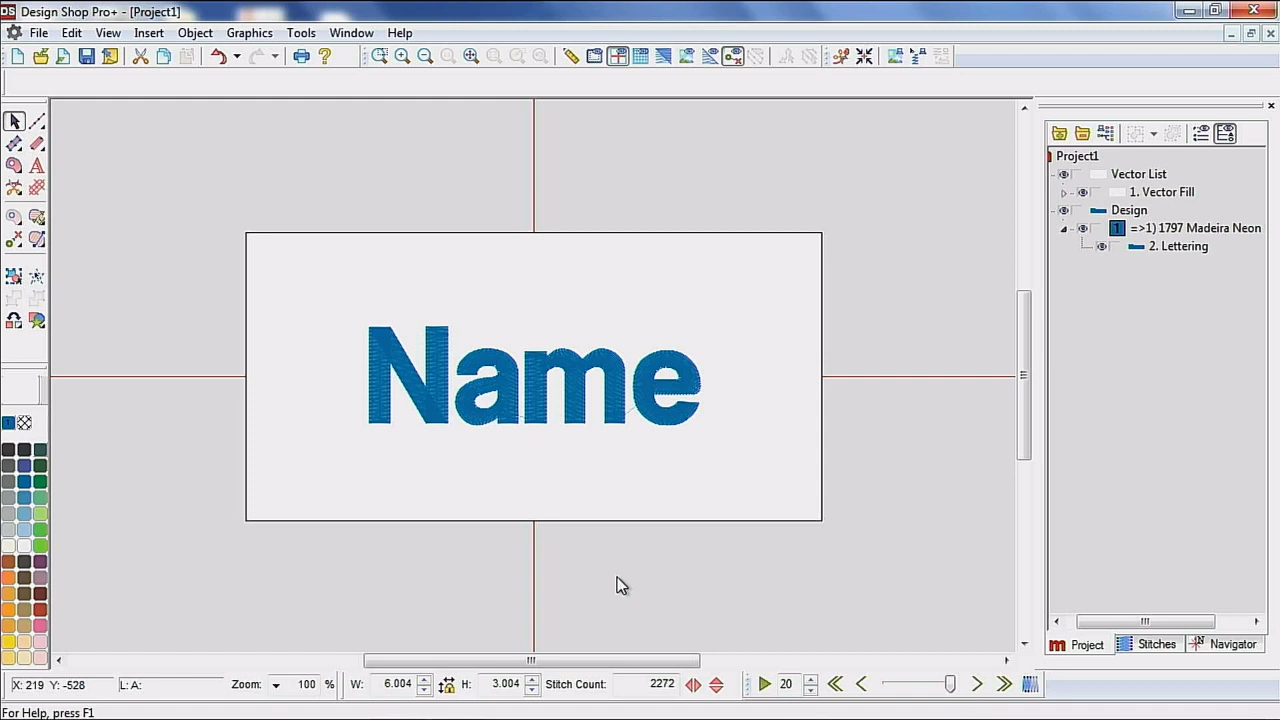 DS Design Shop Pro+ - [Project1]
File Edit View Insert Object Graphics Tools Window Help
Project1
Vector List
1. Vector Fill
Design
1 =>1) 1797 Madeira Neon
2. Lettering
Name
Project Stitches Navigator
X: 219 Y: -528 L: A: Zoom: 100 % W: 6.004 H: 3.004 Stitch Count: 2272 20
For Help, press F1